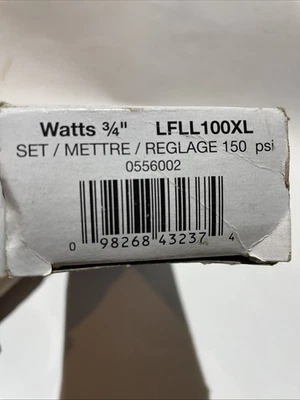 Watts ¾" LFLL100XL
SET / METTRE / REGLAGE 150 psi
0556002
0 98268 43237 4